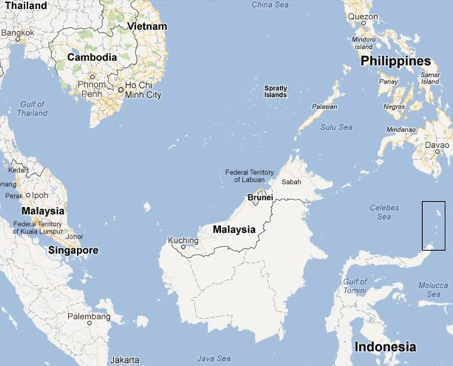 Thailand
China Sea
Bangkok
Vietnam
Quezon
Mindoro
Island
Cambodia
Philippines
Phnom
Penh
Ho Chi
Minh City
Panay
Samar
Island
Spratly
Islands
Palawan
Negros
Gulf of
Thailand
Sulu Sea
Mindanao
Davao
Kedah
Federal Territory
of Labuan
Sabah
Perak
Ipoh
Brunei
Malaysia
Celebes
Sea
Federal Territory
of Kuala Lumpur
Johor
Malaysia
Singapore
Kuching
Gulf of
Tomini
Molucca
Sea
Palembang
Jakarta
Java Sea
Indonesia